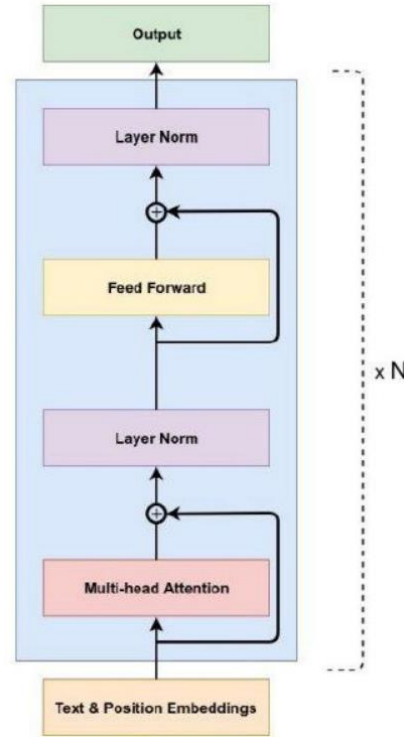 Output
Layer Norm
Feed Forward
x N
Layer Norm
Multi-head Attention
Text & Position Embeddings